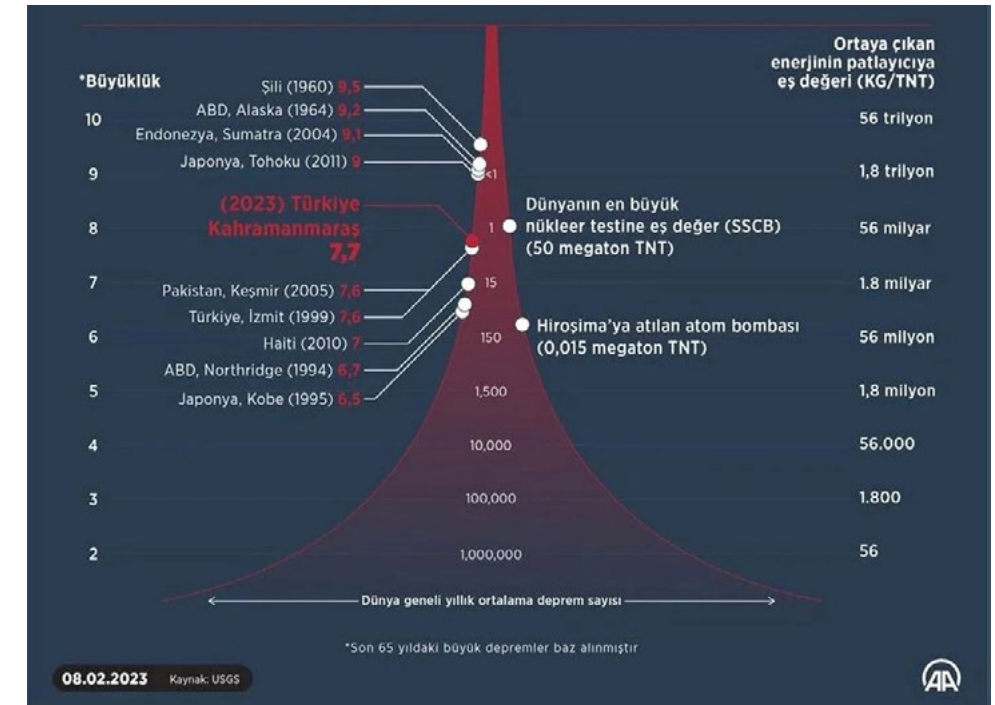 Ortaya çıkan
enerjinin patlayıcıya
eş değeri (KG/TNT)
*Büyüklük
Şili (1960) 9,5
ABD, Alaska (1964) 9,2
10
56 trilyon
Endonezya, Sumatra (2004) 9,1
Japonya, Tohoku (2011) 9
9
<1
1,8 trilyon
(2023) Türkiye
Kahramanmaraş
7,7
Dünyanın en büyük
nükleer testine eş değer (SSCB)
(50 megaton TNT)
8
1
56 milyar
7
15
1.8 milyar
Pakistan, Keşmir (2005) 7,6
Türkiye, İzmit (1999) 7,6
Haiti (2010) 7
ABD, Northridge (1994) 6,7
Japonya, Kobe (1995) 6,5
Hiroşima'ya atılan atom bombası
(0,015 megaton TNT)
6
150
56 milyon
5
1,500
1,8 milyon
4
10,000
56.000
3
100,000
1.800
2
1,000,000
56
Dünya geneli yıllık ortalama deprem sayısı
*Son 65 yıldaki büyük depremler baz alınmıştır
08.02.2023 Kaynak: USGS
AA